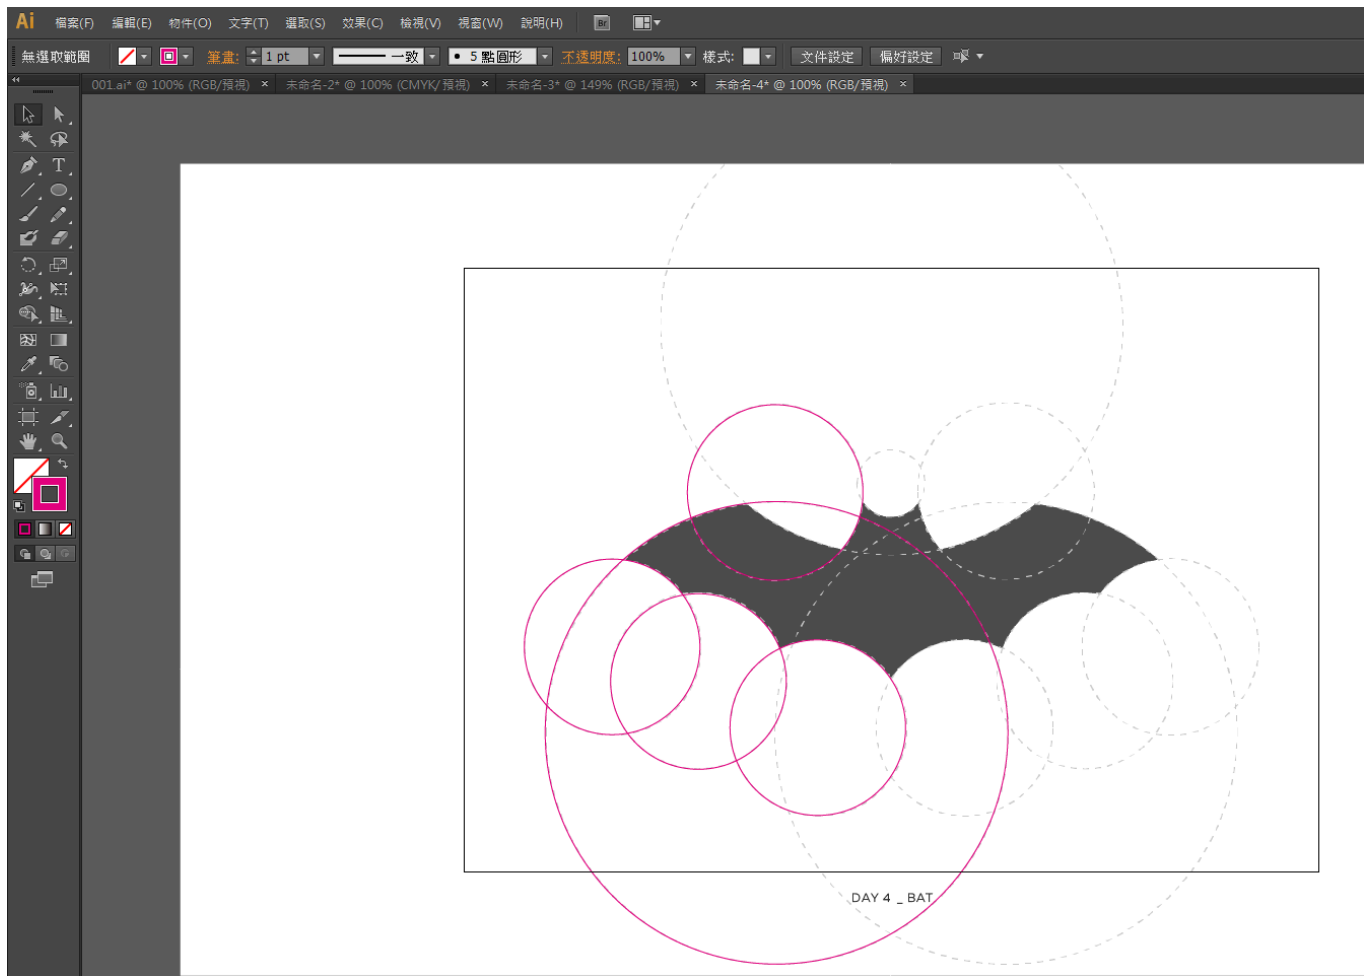 Ai 檔案(F) 編輯(E) 物件(O) 文字(T) 選取(S) 效果(C) 檢視(V) 視窗(W) 說明(H) Br
無選取範圍 筆畫: 1 pt 一致 5 點圓形 不透明度: 100% 樣式: 文件設定 偏好設定
001.ai* @ 100% (RGB/預視) × 未命名-2* @ 100% (CMYK/預視) × 未命名-3* @ 149% (RGB/預視) × 未命名-4* @ 100% (RGB/預視) ×
T
DAY 4 _ BAT